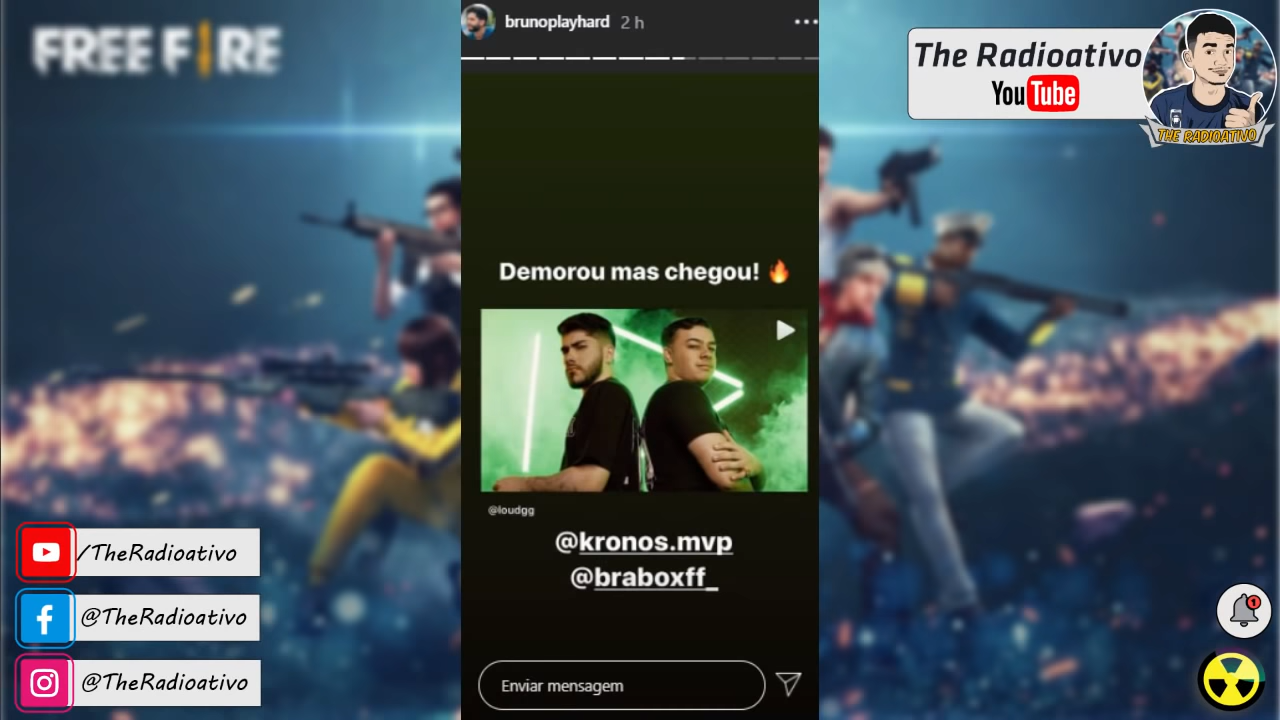 FREE FIRE
brunoplayhard 2 h
The Radioativo
YouTube
THE RADIOATIVO
Demorou mas chegou! 🔥
@loudgg
@kronos.mvp
@braboxff_
/TheRadioativo
@TheRadioativo
@TheRadioativo
Enviar mensagem
1